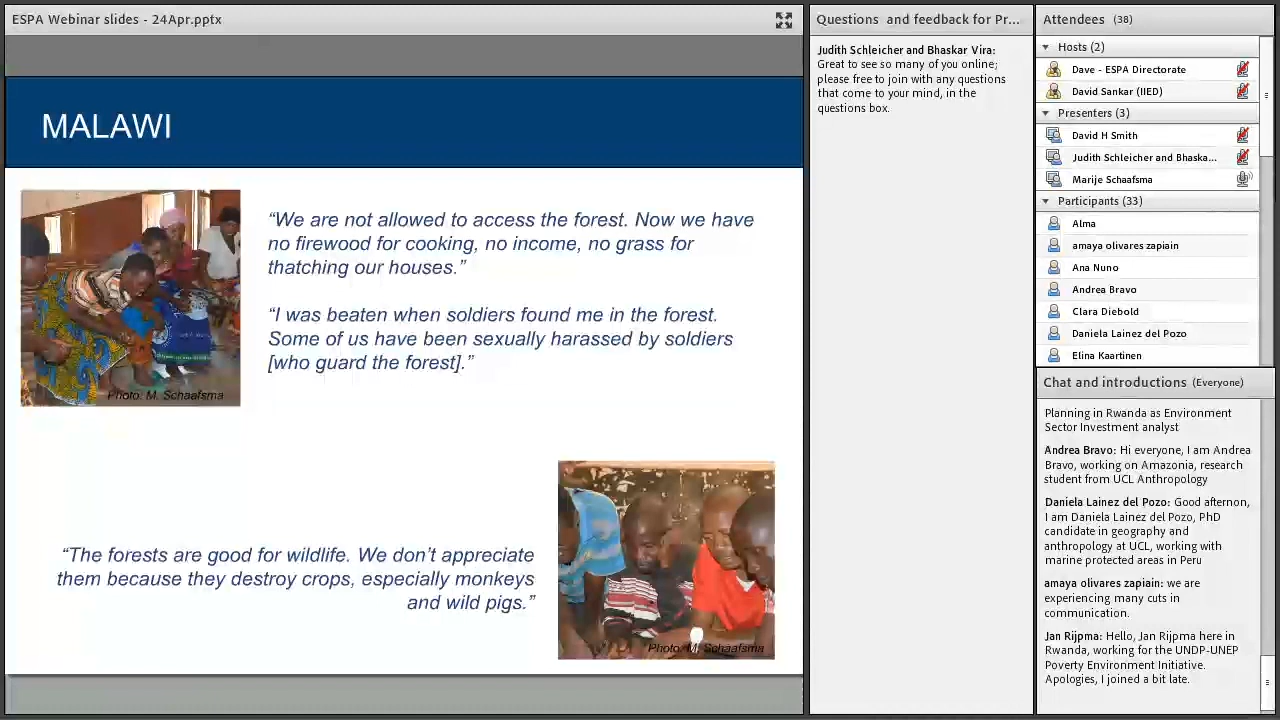 ESPA Webinar slides - 24Apr.pptx
MALAWI
“We are not allowed to access the forest. Now we have
no firewood for cooking, no income, no grass for
thatching our houses.”
“I was beaten when soldiers found me in the forest.
Some of us have been sexually harassed by soldiers
[who guard the forest].”
Photo: M. Schaafsma
“The forests are good for wildlife. We don’t appreciate
them because they destroy crops, especially monkeys
and wild pigs.”
Photo: M. Schaafsma
Questions and feedback for Pr...
Judith Schleicher and Bhaskar Vira:
Great to see so many of you online;
please free to join with any questions
that come to your mind, in the
questions box.
Attendees (38)
Hosts (2)
Dave - ESPA Directorate
David Sankar (IIED)
Presenters (3)
David H Smith
Judith Schleicher and Bhaska...
Marije Schaafsma
Participants (33)
Alma
amaya olivares zapiain
Ana Nuno
Andrea Bravo
Clara Diebold
Daniela Lainez del Pozo
Elina Kaartinen
Chat and introductions (Everyone)
Planning in Rwanda as Environment
Sector Investment analyst
Andrea Bravo: Hi everyone, I am Andrea
Bravo, working on Amazonia, research
student from UCL Anthropology
Daniela Lainez del Pozo: Good afternon,
I am Daniela Lainez del Pozo, PhD
candidate in geography and
anthropology at UCL, working with
marine protected areas in Peru
amaya olivares zapiain: we are
experiencing many cuts in
communication.
Jan Rijpma: Hello, Jan Rijpma here in
Rwanda, working for the UNDP-UNEP
Poverty Environment Initiative.
Apologies, I joined a bit late.